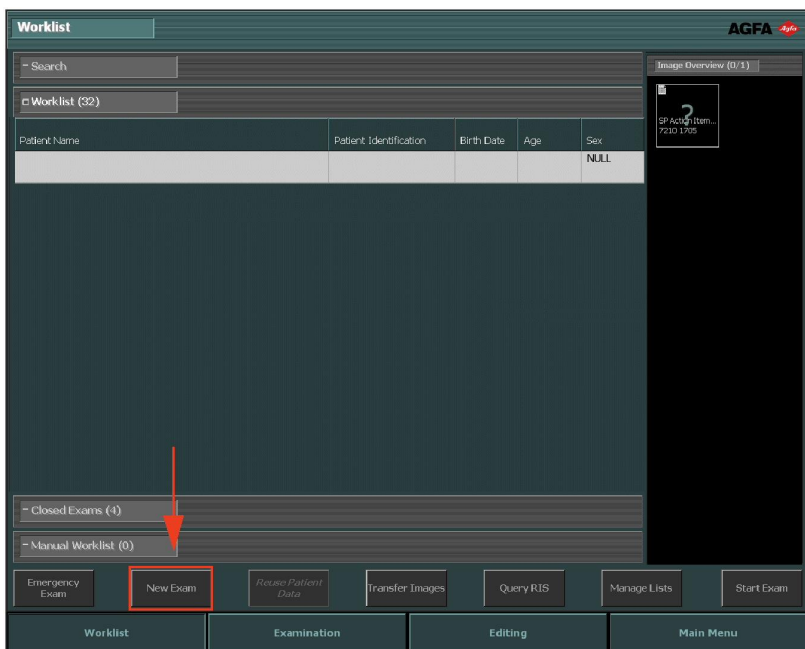 Worklist
AGFA
Agfa
- Search
Image Overview (0/1)
Worklist (32)
?
SP Action Item...
7210 1705
Patient Name Patient Identification Birth Date Age Sex
NULL
- Closed Exams (4)
- Manual Worklist (0)
Emergency
Exam
New Exam
Reuse Patient
Data
Transfer Images
Query RIS
Manage Lists
Start Exam
Worklist Examination Editing Main Menu